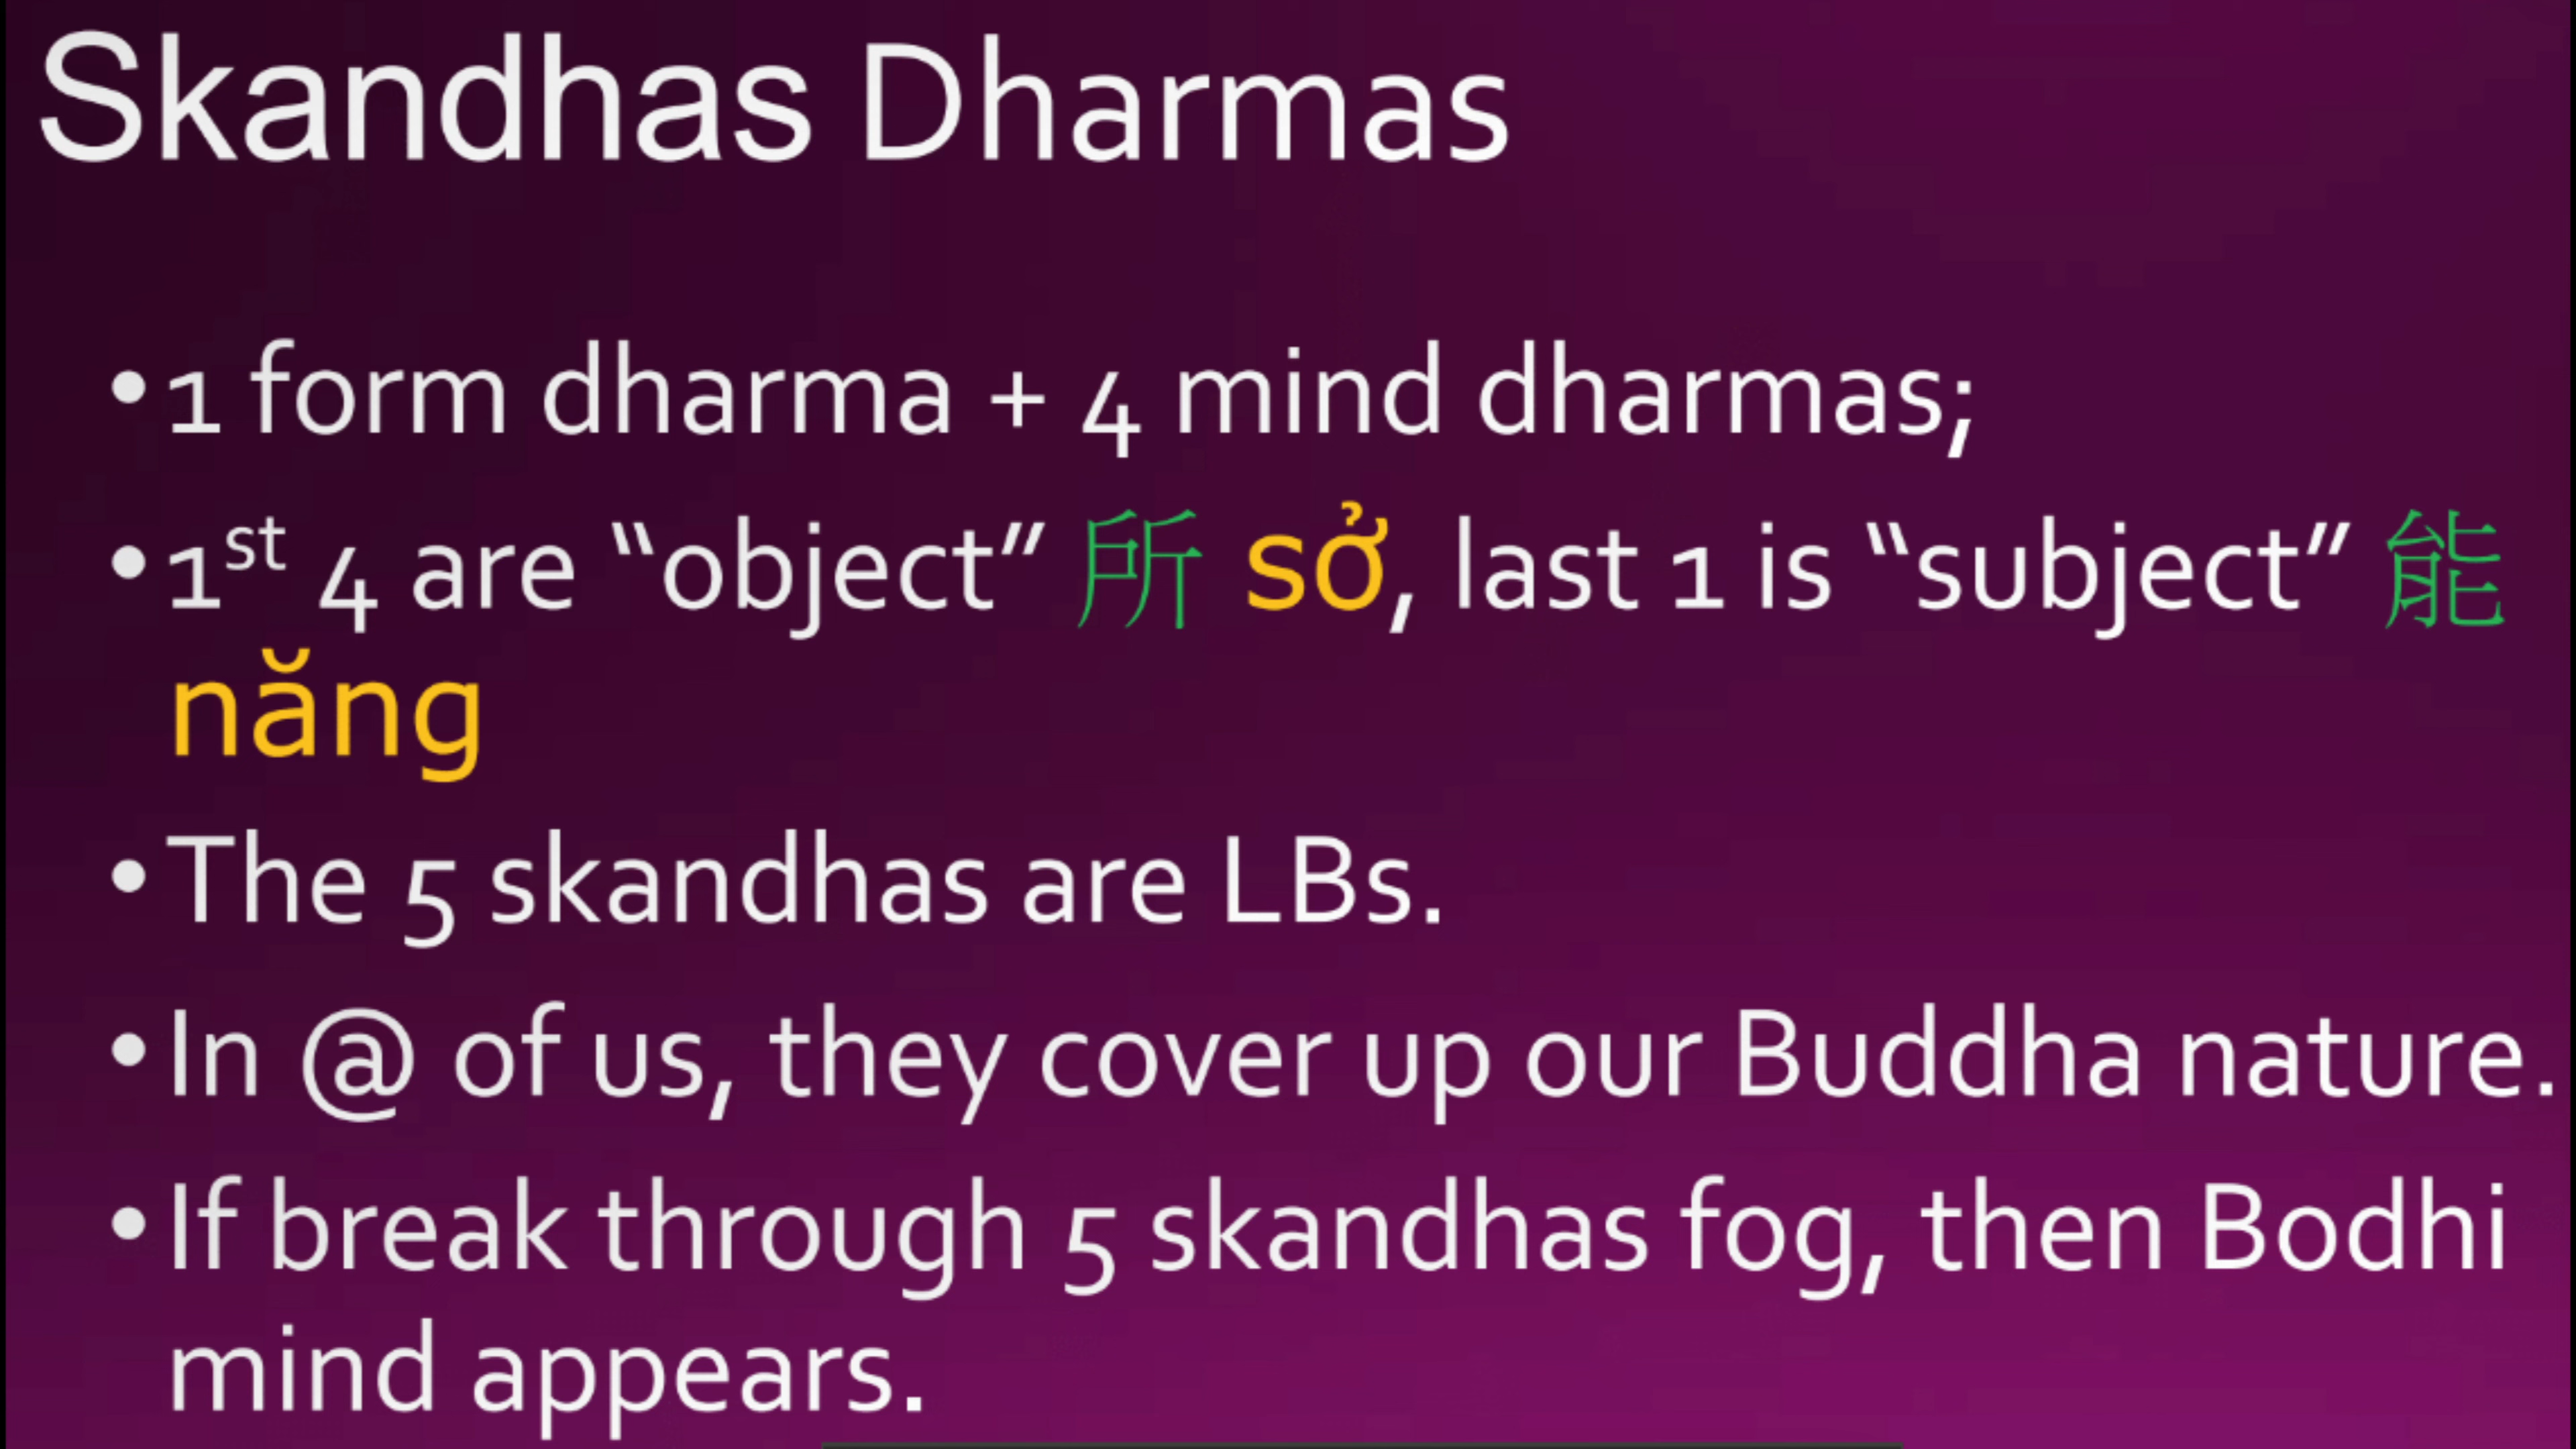 Skandhas Dharmas
•1 form dharma + 4 mind dharmas;
•1st 4 are “object” 所 sở, last 1 is “subject” 能
năng
•The 5 skandhas are LBs.
•In @ of us, they cover up our Buddha nature.
•If break through 5 skandhas fog, then Bodhi
mind appears.